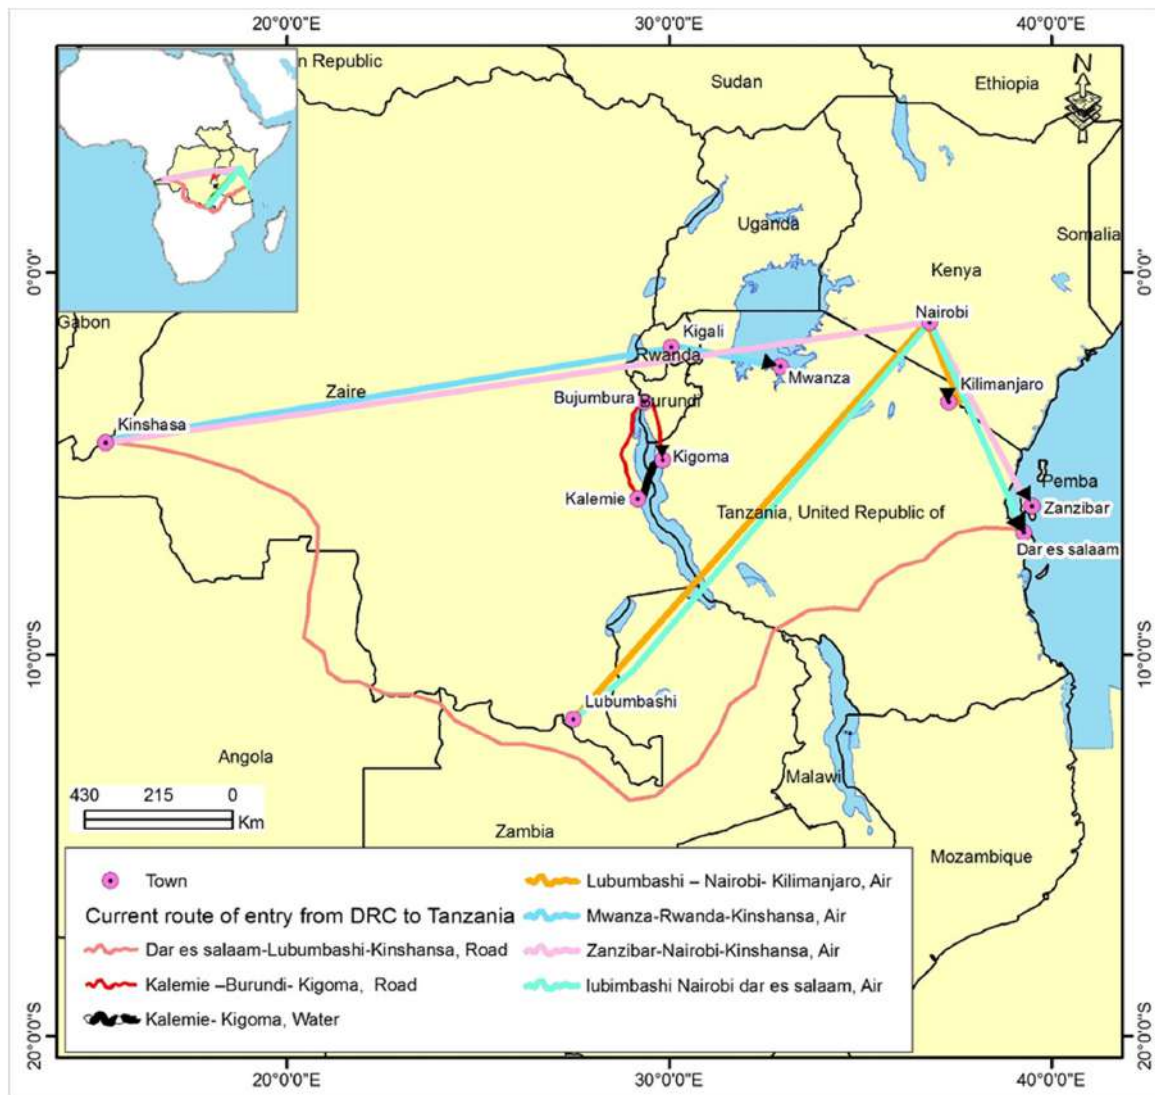 20°0'0"E 30°0'0"E 40°0'0"E
n Republic
Sudan
Ethiopia
N
Uganda
Somalia
0°0'0"
Kenya
0°0'0"
Gabon
Nairobi
Kigali
Rwanda
Mwanza
Kilimanjaro
Zaire
Bujumbura
Burundi
Kinshasa
Kigoma
Pemba
Kalemie
Zanzibar
Tanzania, United Republic of
Dar es salaam
10°0'0"S
10°0'0"S
Lubumbashi
Angola
Malawi
430 215 0
Km
Zambia
Mozambique
Town
Current route of entry from DRC to Tanzania
Dar es salaam-Lubumbashi-Kinshansa, Road
Kalemie –Burundi- Kigoma, Road
Kalemie- Kigoma, Water
Lubumbashi – Nairobi- Kilimanjaro, Air
Mwanza-Rwanda-Kinshansa, Air
Zanzibar-Nairobi-Kinshansa, Air
lubimbashi Nairobi dar es salaam, Air
20°0'0"S
20°0'0"S
20°0'0"E 30°0'0"E 40°0'0"E